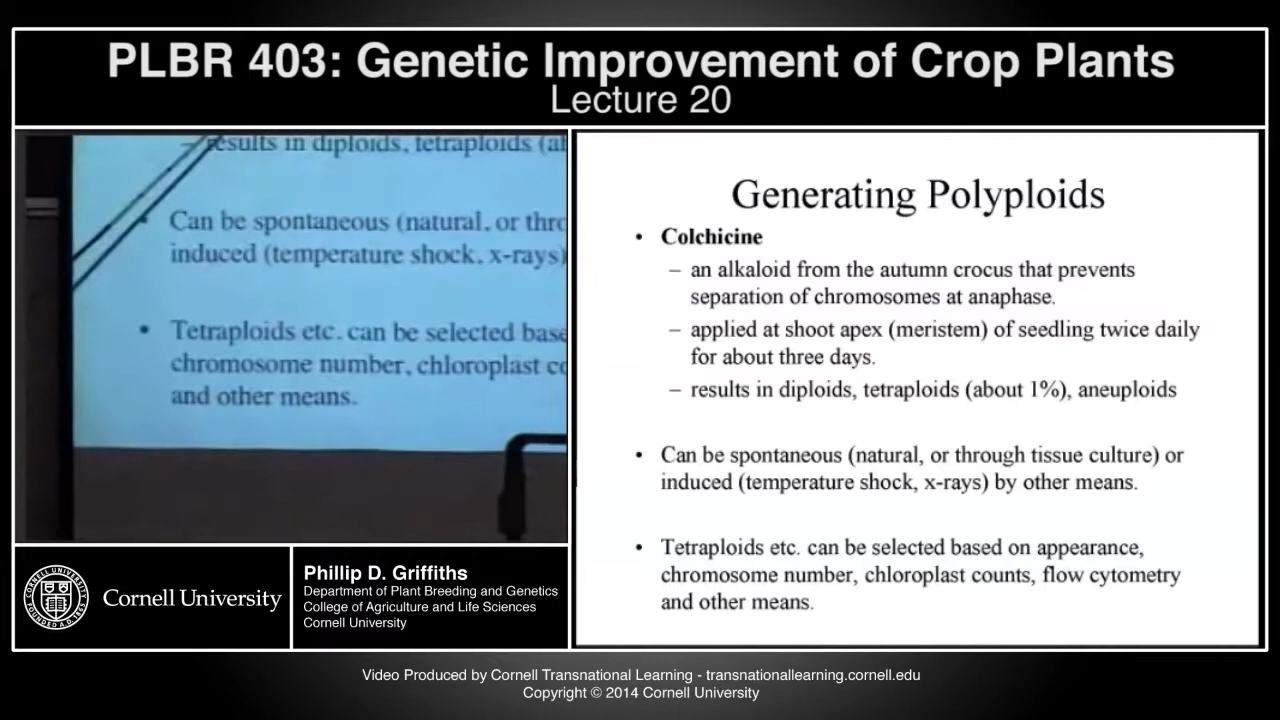 PLBR 403: Genetic Improvement of Crop Plants
Lecture 20
results in diploids, tetraploids (
Can be spontaneous (natural, or
induced (temperature shock, x-rays)
Tetraploids etc. can be selected
chromosome number, chloroplast
and other means.
Generating Polyploids
• Colchicine
– an alkaloid from the autumn crocus that prevents
separation of chromosomes at anaphase.
– applied at shoot apex (meristem) of seedling twice daily
for about three days.
– results in diploids, tetraploids (about 1%), aneuploids
• Can be spontaneous (natural, or through tissue culture) or
induced (temperature shock, x-rays) by other means.
• Tetraploids etc. can be selected based on appearance,
chromosome number, chloroplast counts, flow cytometry
and other means.
Cornell University
Phillip D. Griffiths
Department of Plant Breeding and Genetics
College of Agriculture and Life Sciences
Cornell University
Video Produced by Cornell Transnational Learning - transnationallearning.cornell.edu
Copyright © 2014 Cornell University